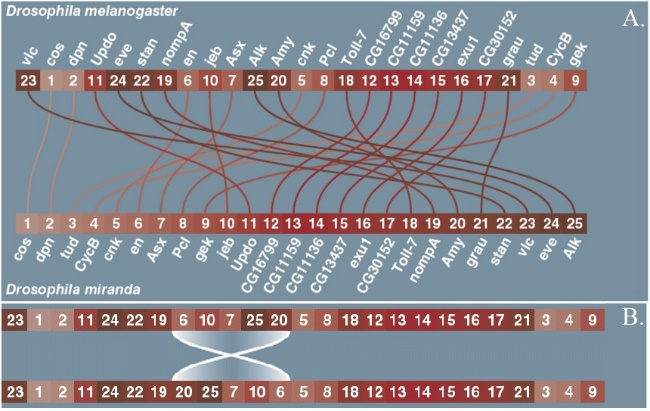 Drosophila melanogaster
A.
vlc cos dpn Updo eve stan nompA en jeb Asx Alk Amy cnk Pcl Toll-7 CG16799 CG11159 CG11136 CG13437 exu1 CG30152 grau tud CycB gek
23 1 2 11 24 22 19 6 10 7 25 20 5 8 18 12 13 14 15 16 17 21 3 4 9
1 2 3 4 5 6 7 8 9 10 11 12 13 14 15 16 17 18 19 20 21 22 23 24 25
cos dpn tud CycB cnk en Asx Pcl gek jeb Updo CG16799 CG11159 CG11136 CG13437 exu1 CG30152 Toll-7 nompA Amy grau stan vlc eve Alk
Drosophila miranda
B.
23 1 2 11 24 22 19 6 10 7 25 20 5 8 18 12 13 14 15 16 17 21 3 4 9
23 1 2 11 24 22 19 20 25 7 10 6 5 8 18 12 13 14 15 16 17 21 3 4 9